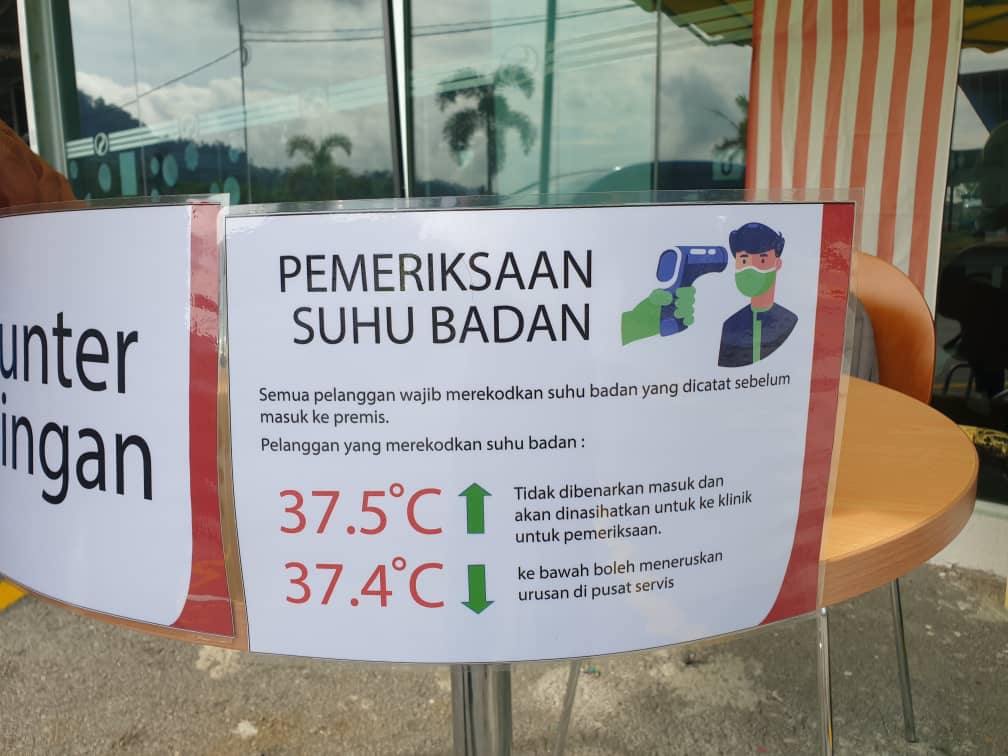 unter
ingan
PEMERIKSAAN
SUHU BADAN
Semua pelanggan wajib merekodkan suhu badan yang dicatat sebelum
masuk ke premis.
Pelanggan yang merekodkan suhu badan :
37.5°C
Tidak dibenarkan masuk dan
akan dinasihatkan untuk ke klinik
untuk pemeriksaan.
37.4°C
ke bawah boleh meneruskan
urusan di pusat servis